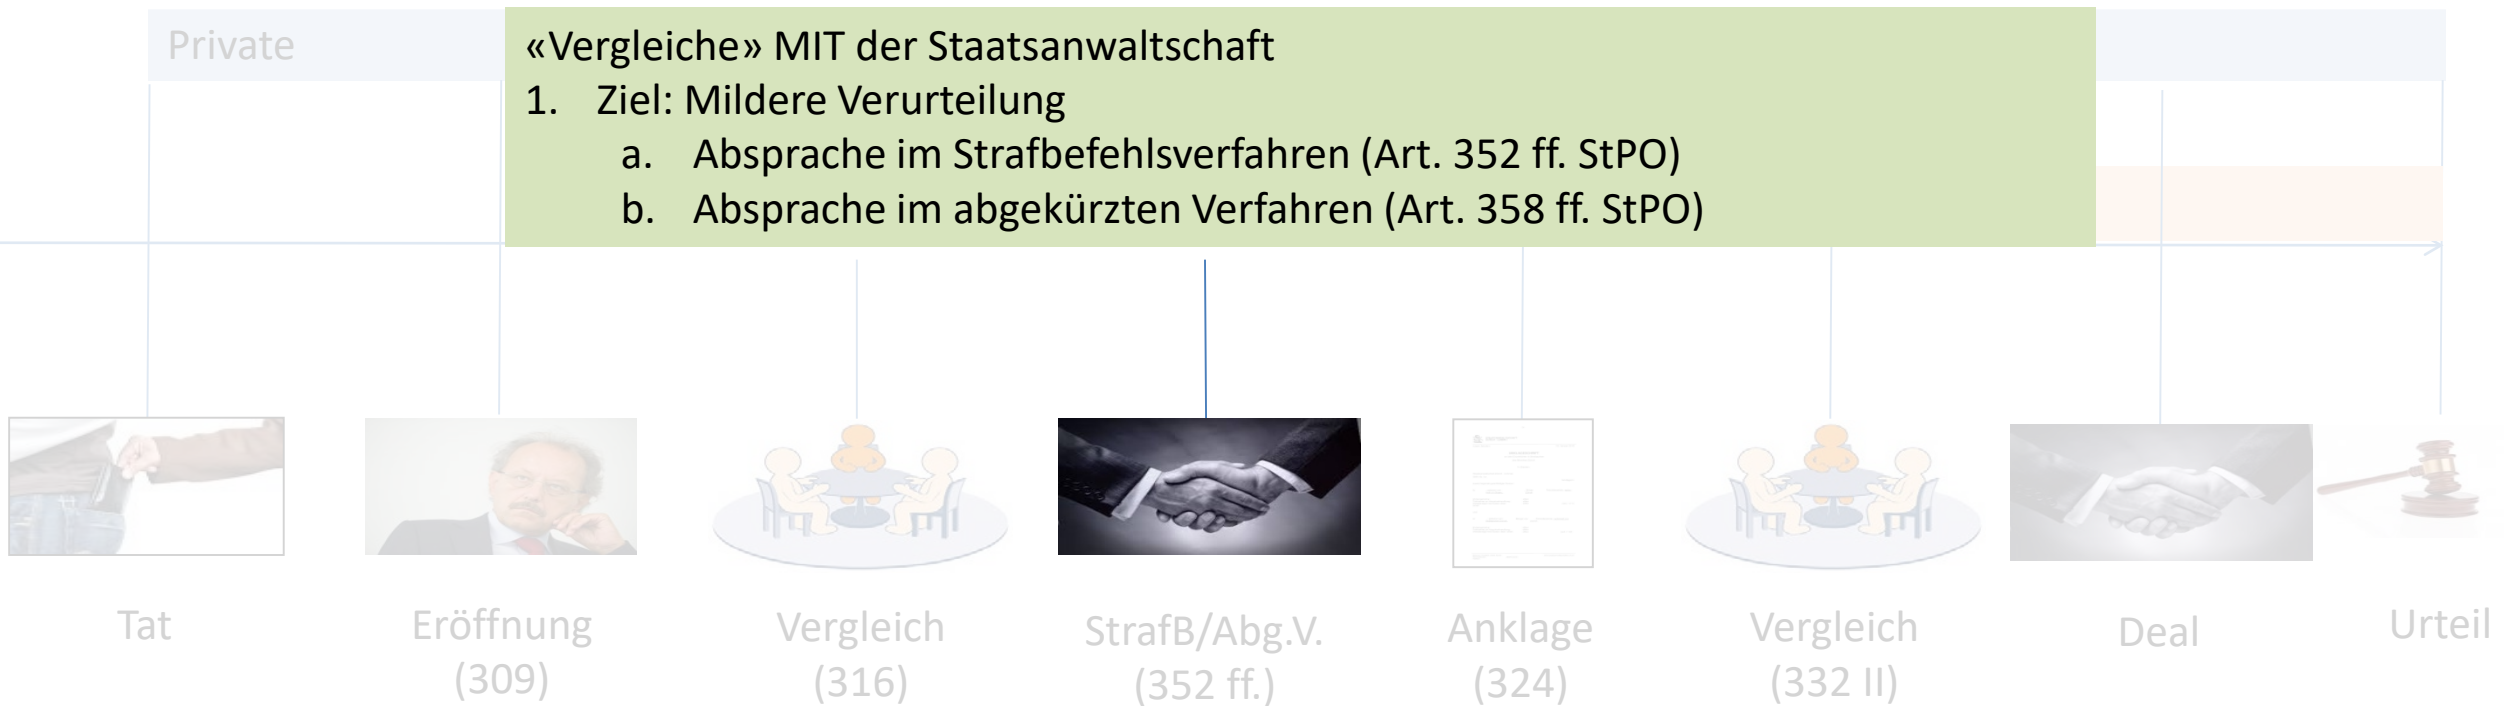 Private
«Vergleiche» MIT der Staatsanwaltschaft
1. Ziel: Mildere Verurteilung
a. Absprache im Strafbefehlsverfahren (Art. 352 ff. StPO)
b. Absprache im abgekürzten Verfahren (Art. 358 ff. StPO)
Tat
Eröffnung
(309)
Vergleich
(316)
StrafB/Abg.V.
(352 ff.)
Anklage
(324)
Vergleich
(332 II)
Deal
Urteil